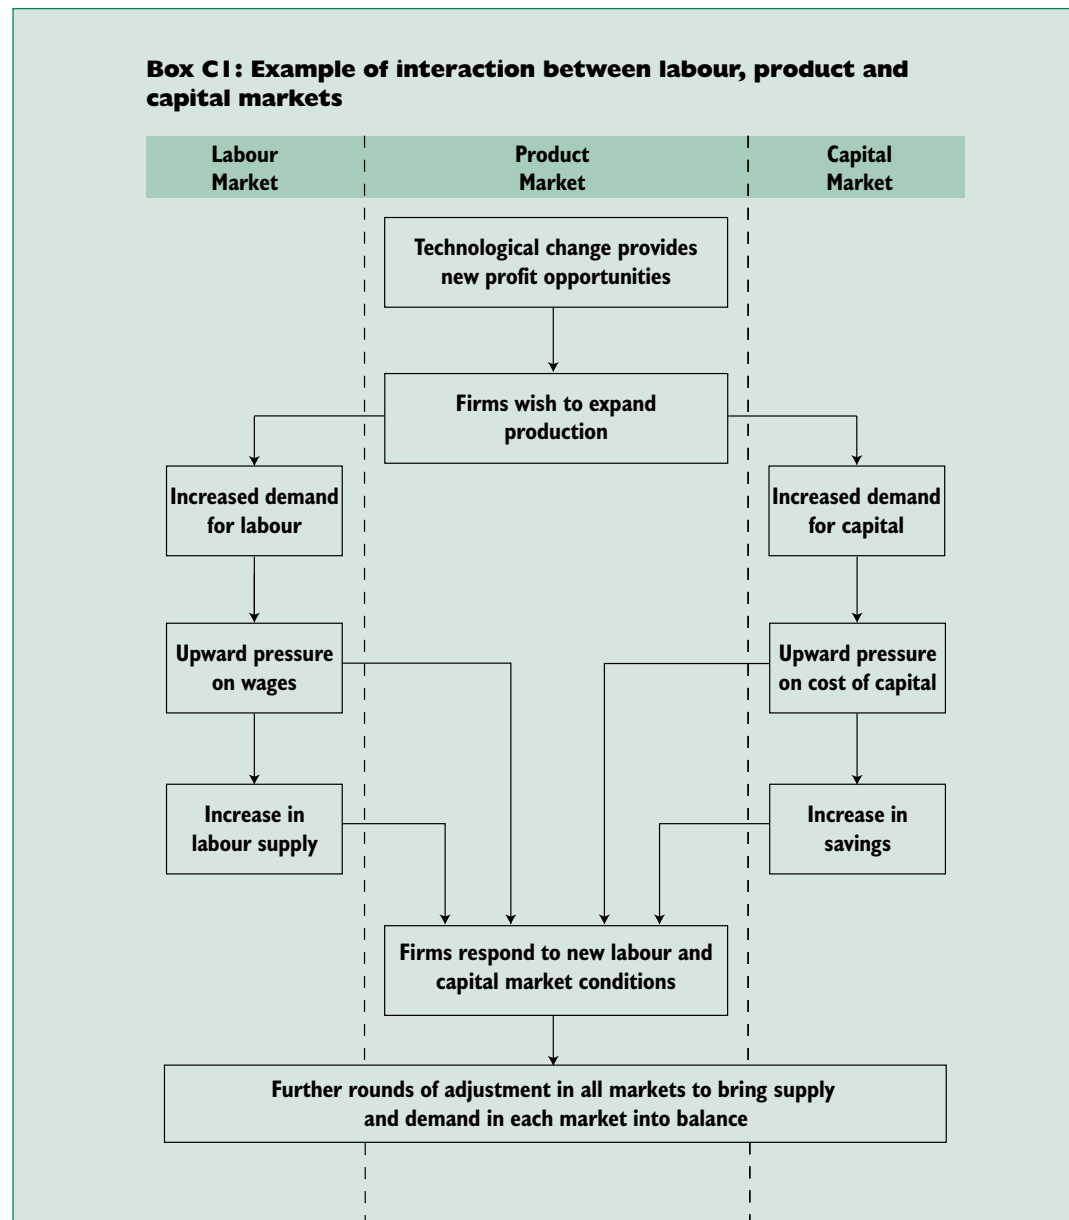 Box C1: Example of interaction between labour, product and
capital markets
Labour
Market
Product
Market
Capital
Market
Technological change provides
new profit opportunities
Firms wish to expand
production
Increased demand
for labour
Increased demand
for capital
Upward pressure
on wages
Upward pressure
on cost of capital
Increase in
labour supply
Increase in
savings
Firms respond to new labour and
capital market conditions
Further rounds of adjustment in all markets to bring supply
and demand in each market into balance